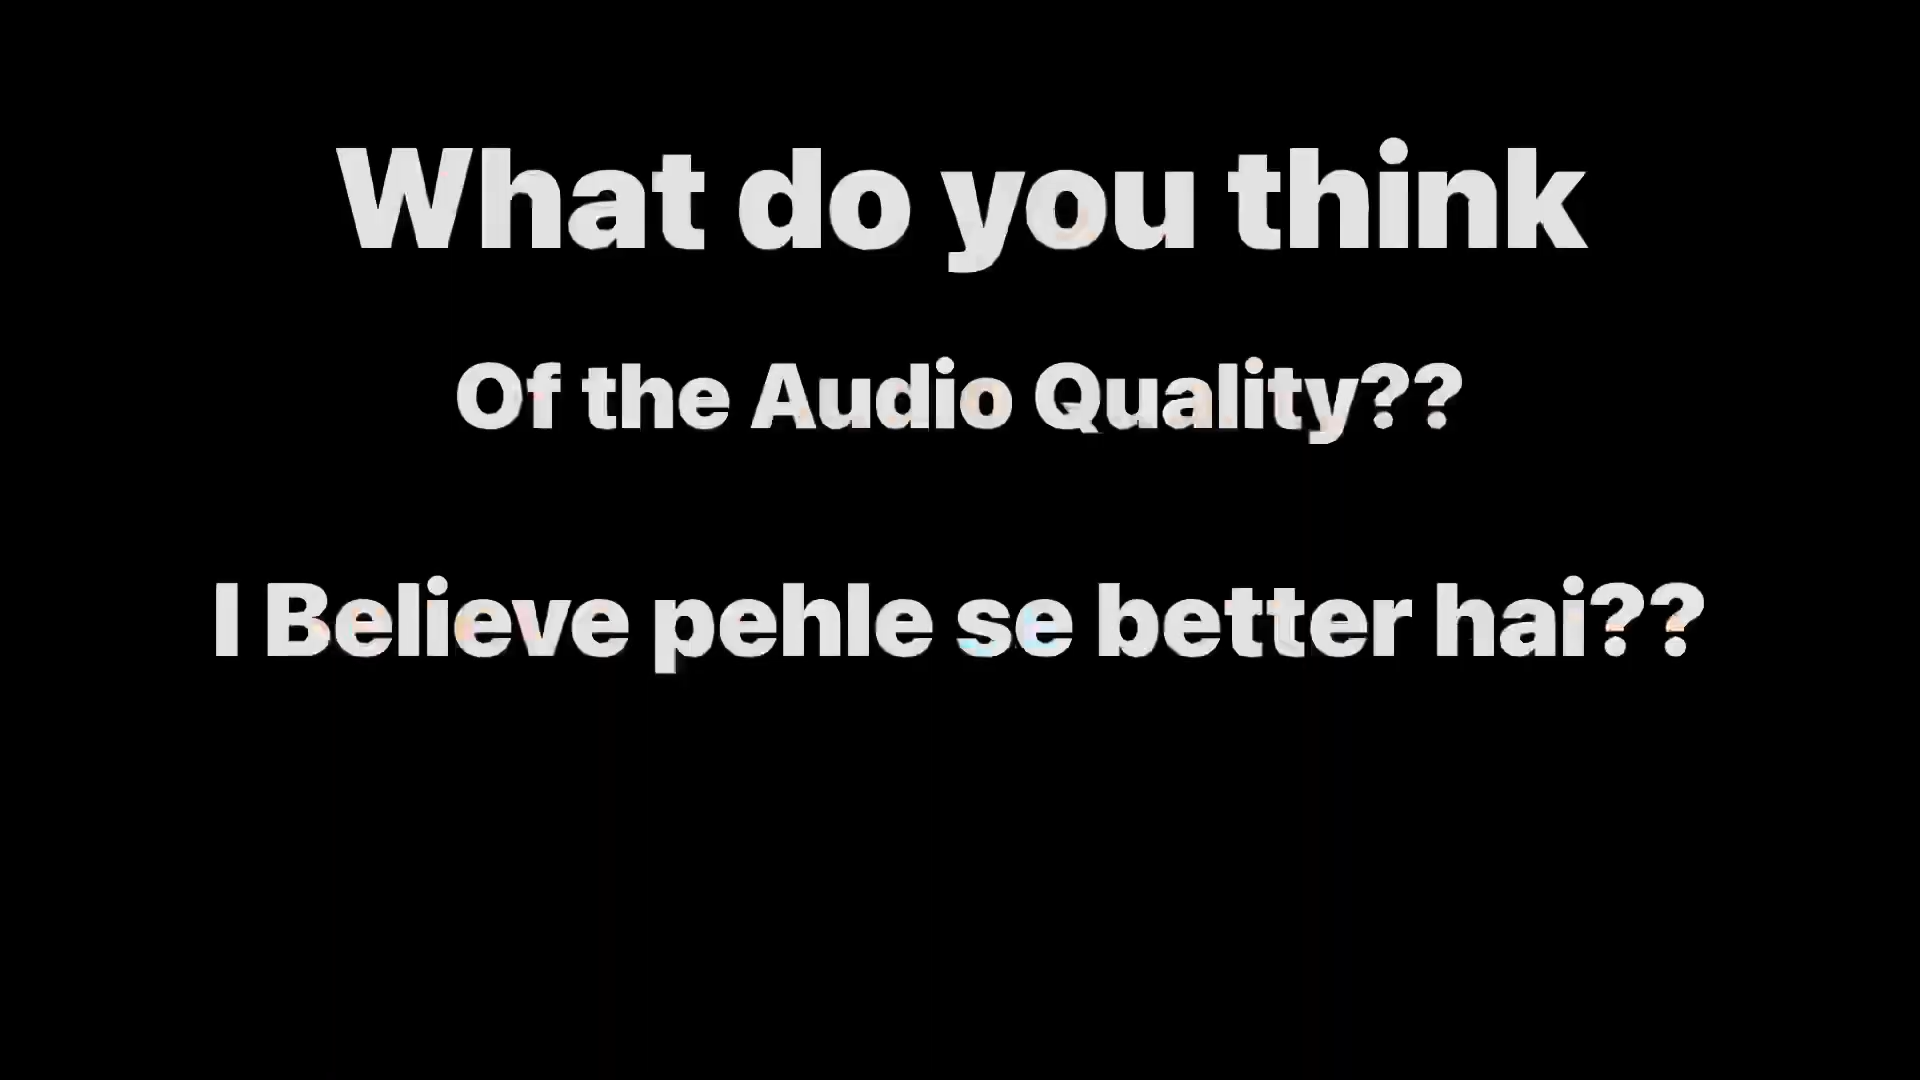 What do you think
Of the Audio Quality??
I Believe pehle se better hai??